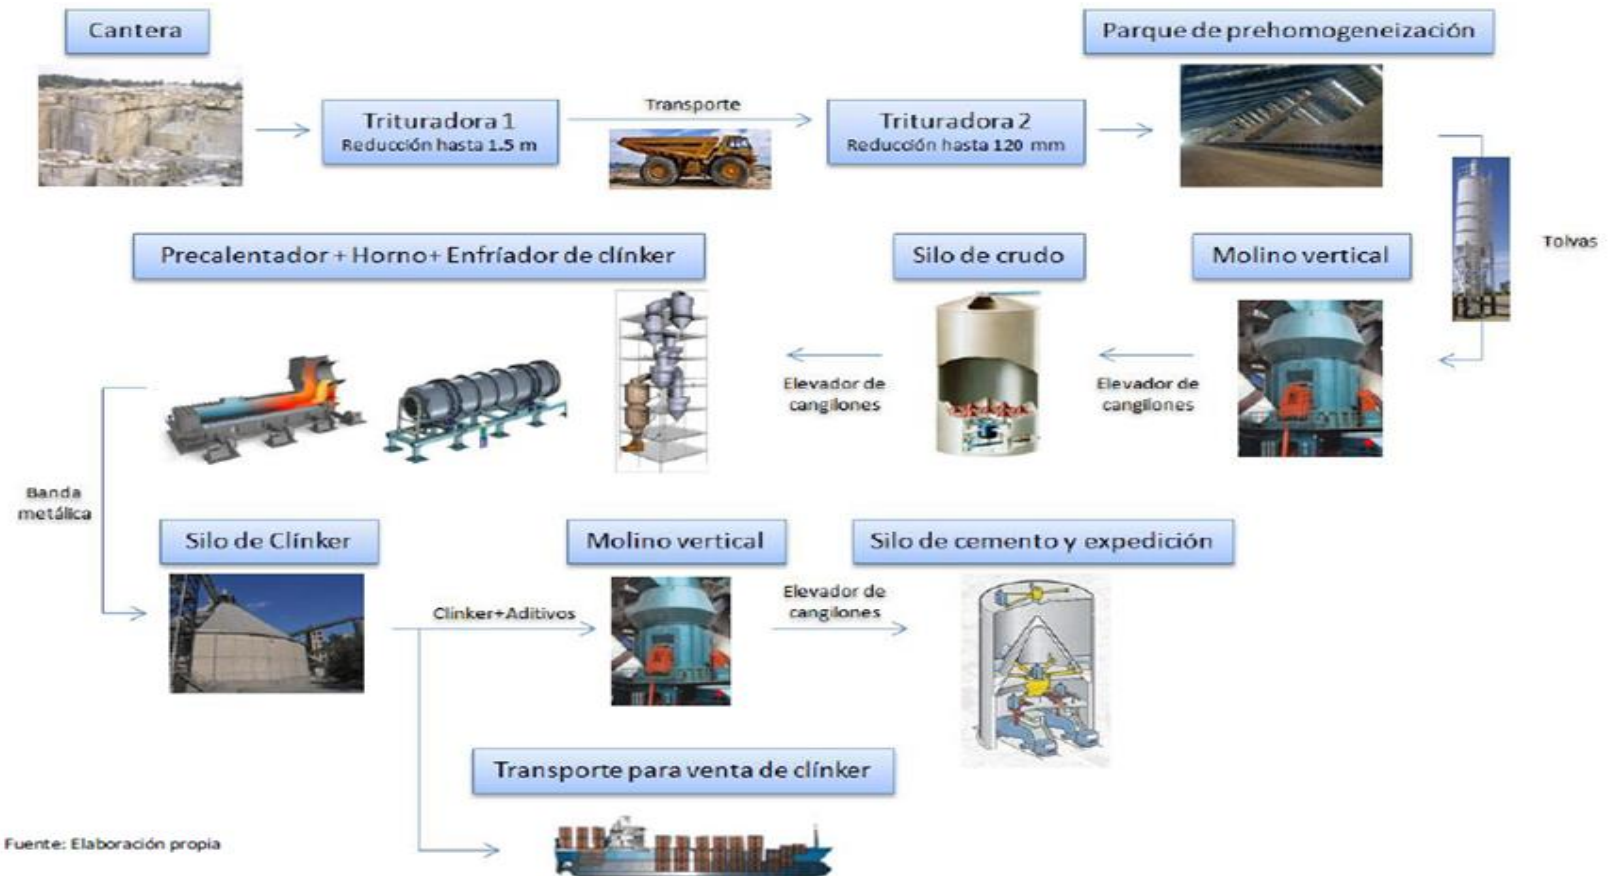 Cantera
Parque de prehomogeneización
Trituradora 1
Reducción hasta 1.5 m
Transporte
Trituradora 2
Reducción hasta 120 mm
Tolvas
Precalentador + Horno+ Enfríador de clínker
Silo de crudo
Molino vertical
Elevador de
cangilones
Elevador de
cangilones
Banda
metálica
Silo de Clínker
Molino vertical
Silo de cemento y expedición
Clínker+Aditivos
Elevador de
cangilones
Transporte para venta de clínker
Fuente: Elaboración propia